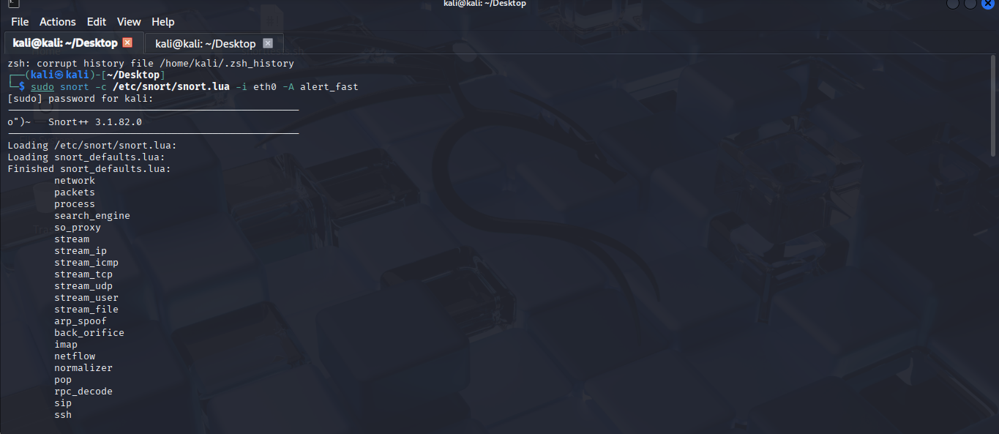 kali@kali: ~/Desktop
File Actions Edit View Help
kali@kali: ~/Desktop kali@kali: ~/Desktop
zsh: corrupt history file /home/kali/.zsh_history
┌──(kali㉿kali)-[~/Desktop]
└─$ sudo snort -c /etc/snort/snort.lua -i eth0 -A alert_fast
[sudo] password for kali:
--------------------------------------------------
o")~   Snort++ 3.1.82.0
--------------------------------------------------
Loading /etc/snort/snort.lua:
Loading snort_defaults.lua:
Finished snort_defaults.lua:
        network
        packets
        process
        search_engine
        so_proxy
        stream
        stream_ip
        stream_icmp
        stream_tcp
        stream_udp
        stream_user
        stream_file
        arp_spoof
        back_orifice
        imap
        netflow
        normalizer
        pop
        rpc_decode
        sip
        ssh